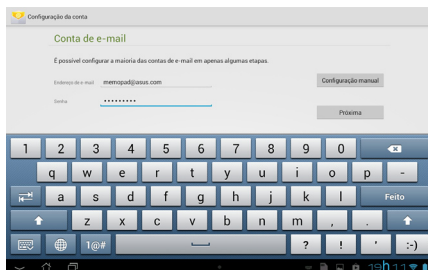 Configuração da conta
Conta de e-mail
É possível configurar a maioria das contas de e-mail em apenas algumas etapas.
Endereço de e-mail memopad@asus.com Configuração manual
Senha •••••••••
Próxima
1 2 3 4 5 6 7 8 9 0
q w e r t y u i o p -
a s d f g h j k l Feito
z x c v b n m , .
1@# ? ! ' :-)
19h11